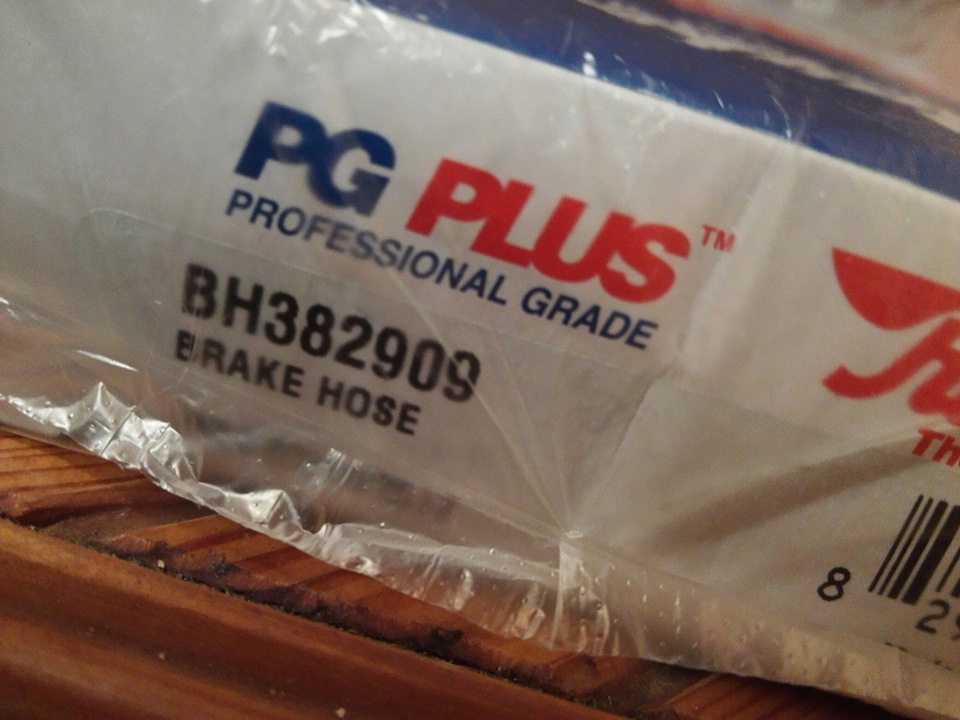 PG PLUS™
PROFESSIONAL GRADE
BH382909
BRAKE HOSE
8